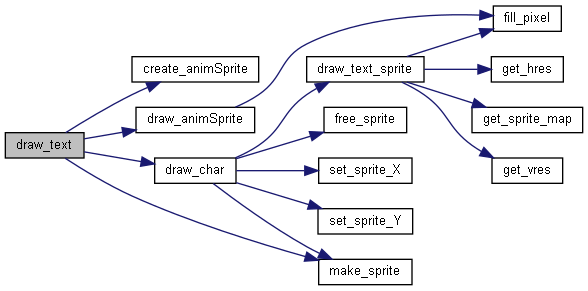 draw_text
create_animSprite
draw_animSprite
draw_char
draw_text_sprite
free_sprite
set_sprite_X
set_sprite_Y
make_sprite
fill_pixel
get_hres
get_sprite_map
get_vres